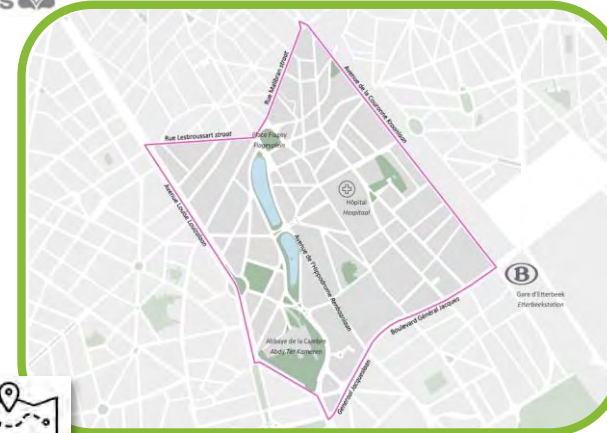 S
Rue Malibran straat
Avenue de la Couronne Kroonlaan
Rue Lesbroussart straat
Place Flagey
Flageyplein
Avenue Louise Louizalaan
Hôpital
Hospitaal
Avenue de l'Hippodrome Renbaanlaan
B
Gare d'Etterbeek
Etterbeekstation
Boulevard Général Jacques
Abbaye de la Cambre
Abdij Ter Kameren
Generaal Jacqueslaan